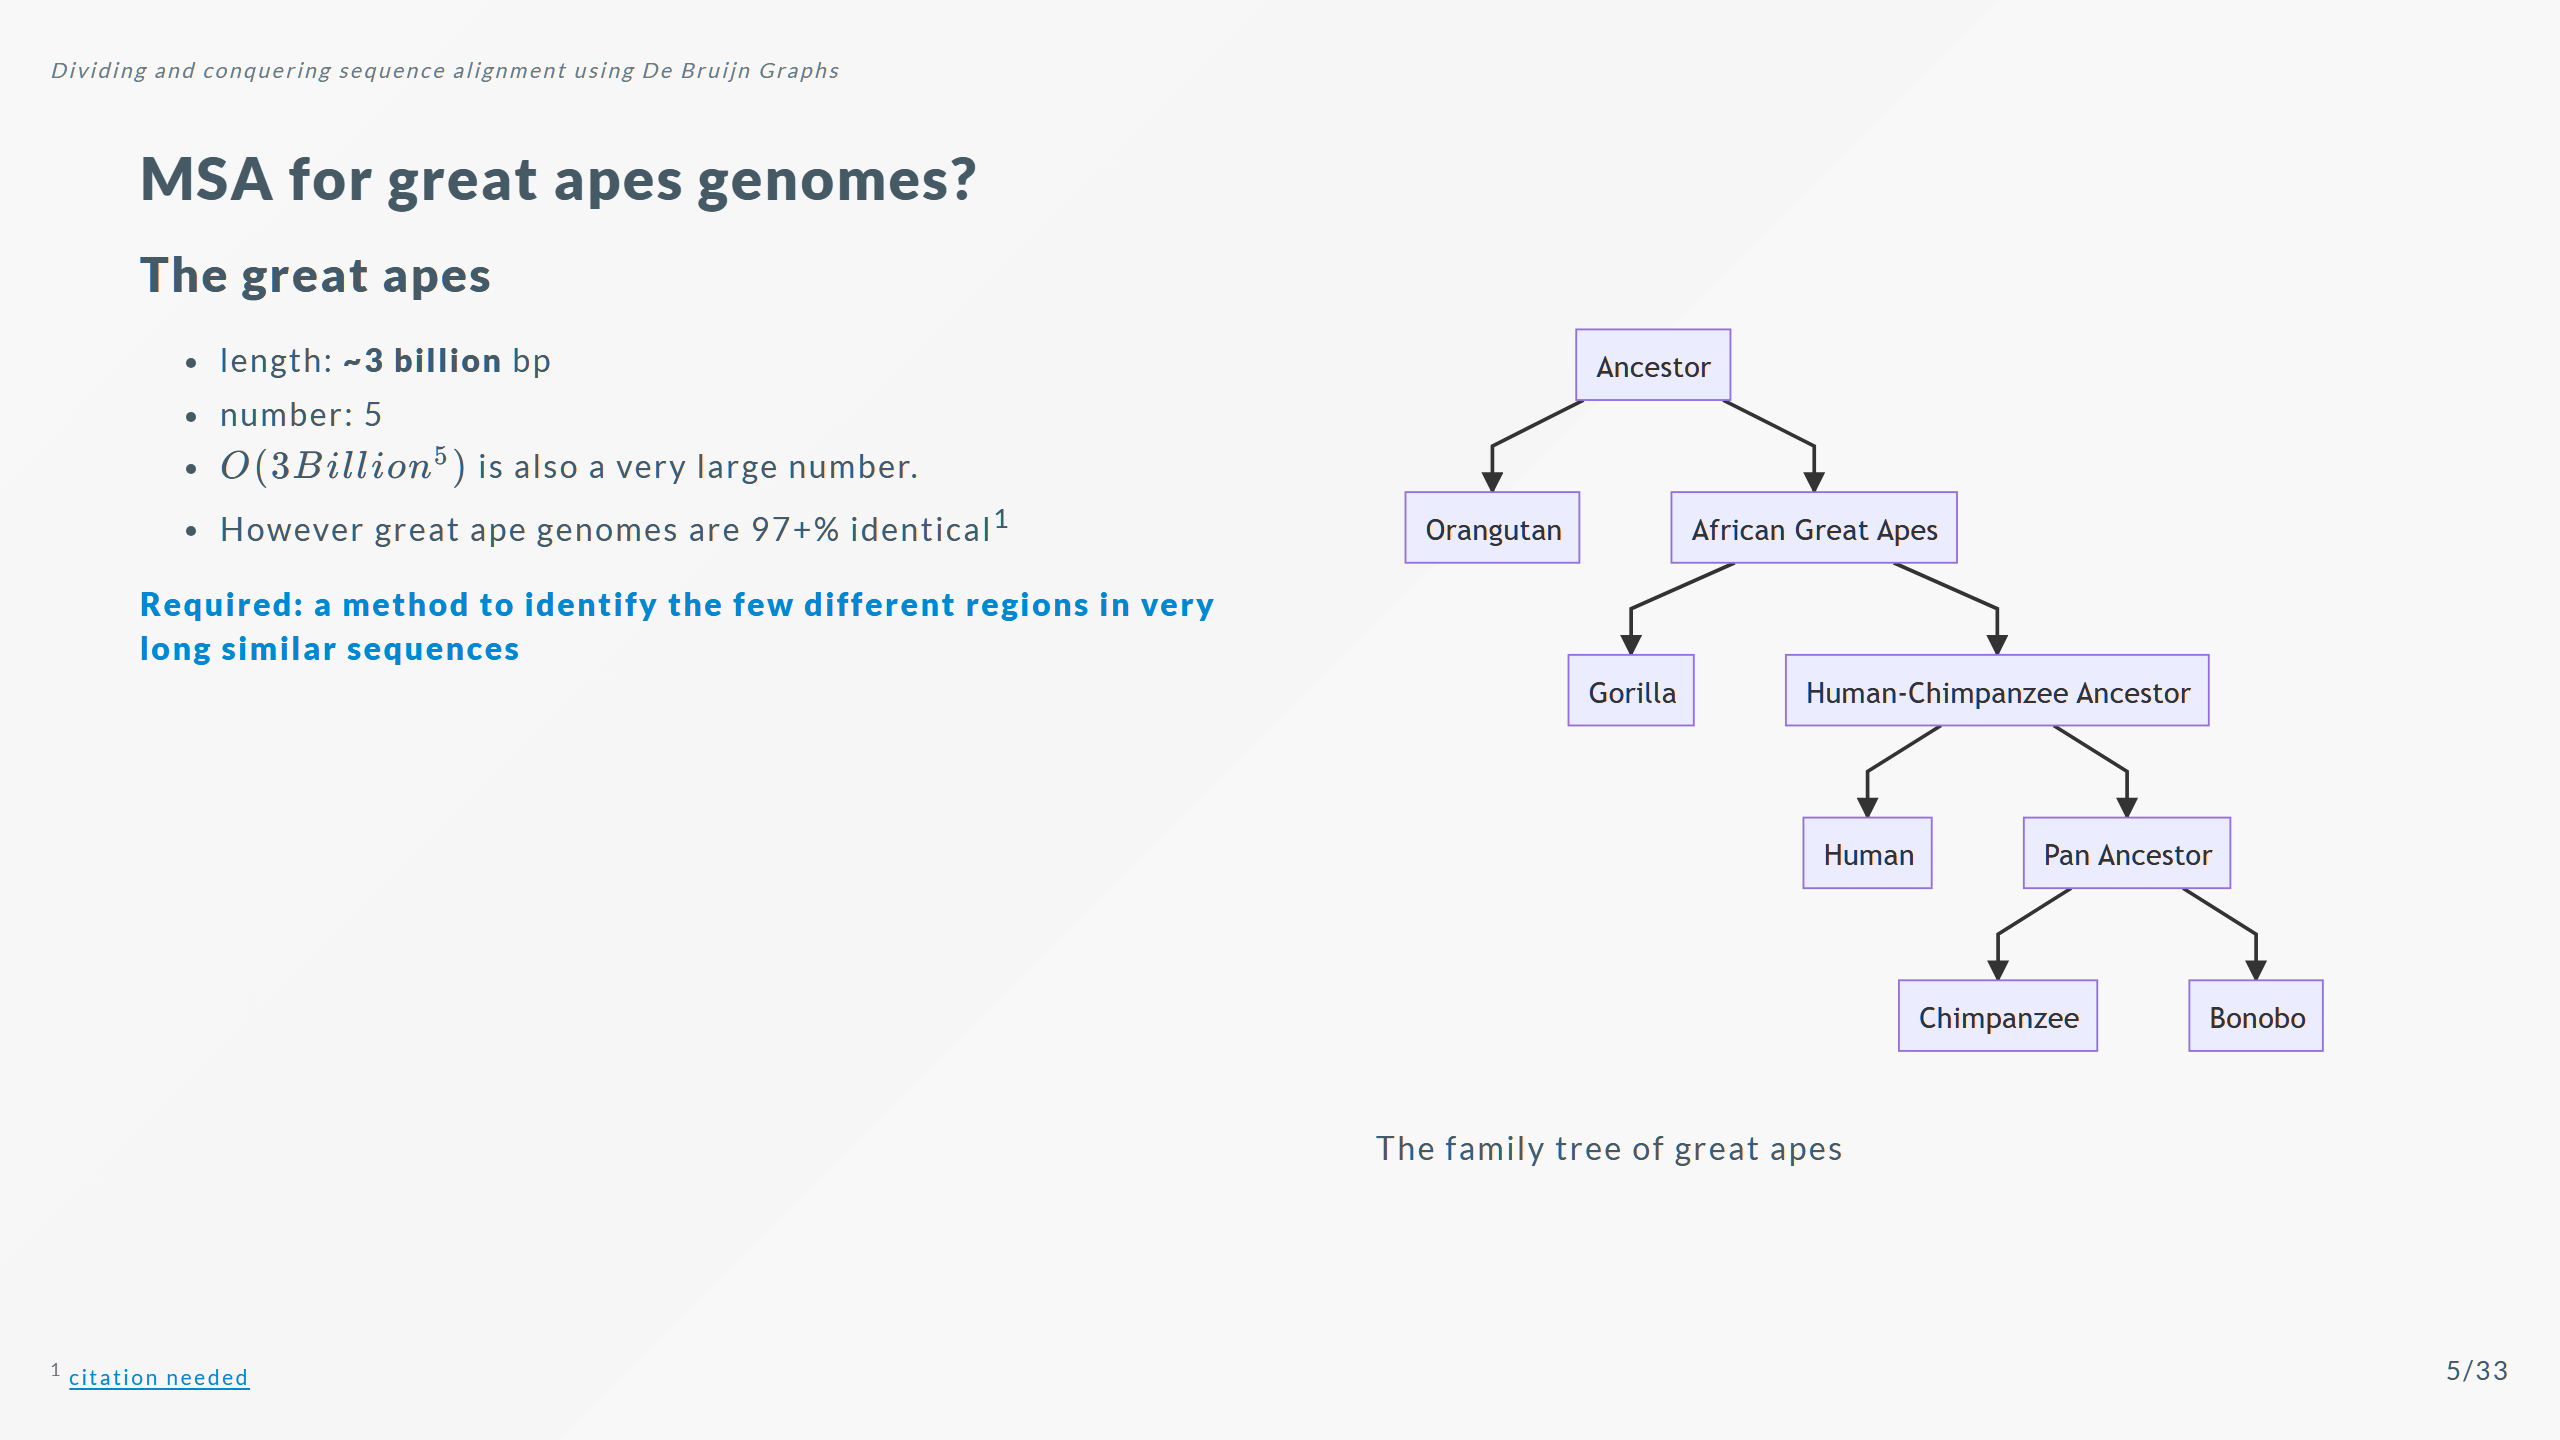 Dividing and conquering sequence alignment using De Bruijn Graphs
MSA for great apes genomes?
The great apes
• length: ~3 billion bp
• number: 5
• O(3Billion⁵) is also a very large number.
• However great ape genomes are 97+% identical¹
Required: a method to identify the few different regions in very
long similar sequences
Ancestor
Orangutan
African Great Apes
Gorilla
Human-Chimpanzee Ancestor
Human
Pan Ancestor
Chimpanzee
Bonobo
The family tree of great apes
¹ citation needed
5/33